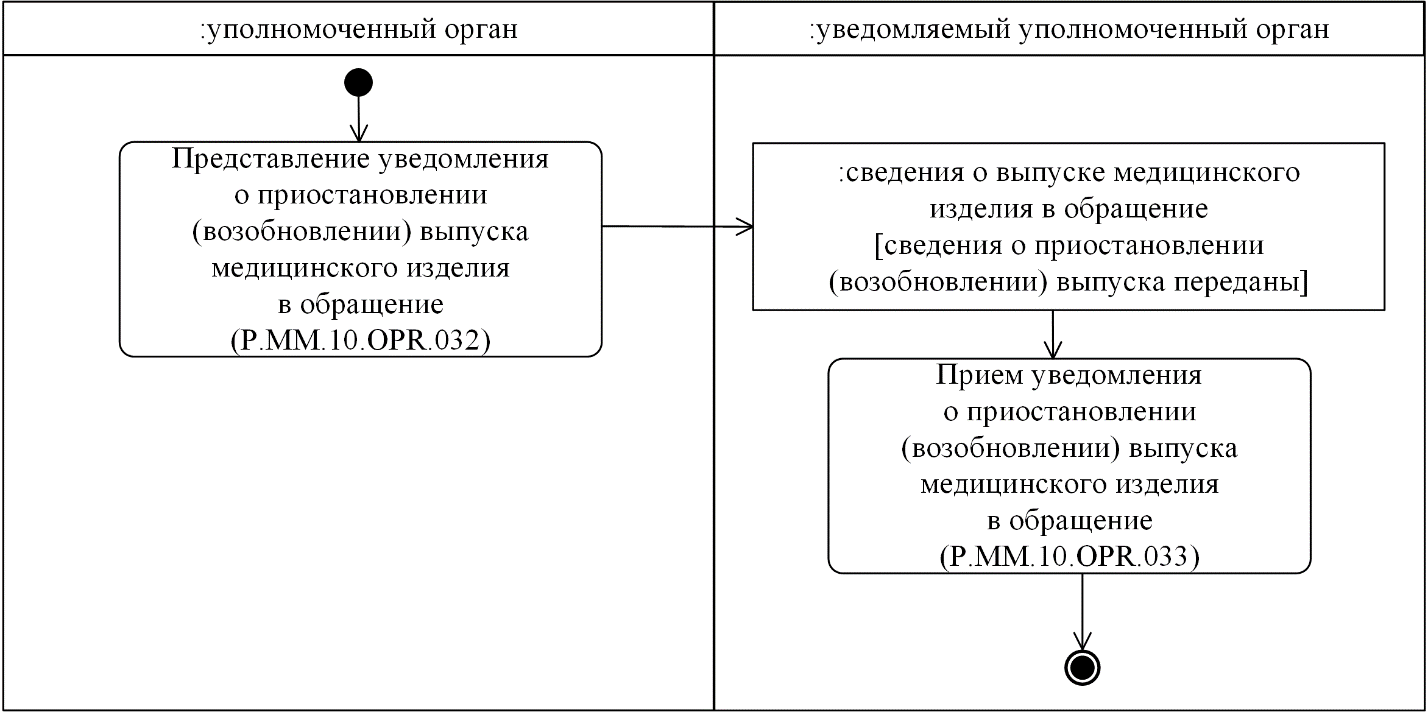 :уполномоченный орган
:уведомляемый уполномоченный орган
Представление уведомления
о приостановлении
(возобновлении) выпуска
медицинского изделия
в обращение
(P.MM.10.OPR.032)
:сведения о выпуске медицинского
изделия в обращение
[сведения о приостановлении
(возобновлении) выпуска переданы]
Прием уведомления
о приостановлении
(возобновлении) выпуска
медицинского изделия
в обращение
(P.MM.10.OPR.033)